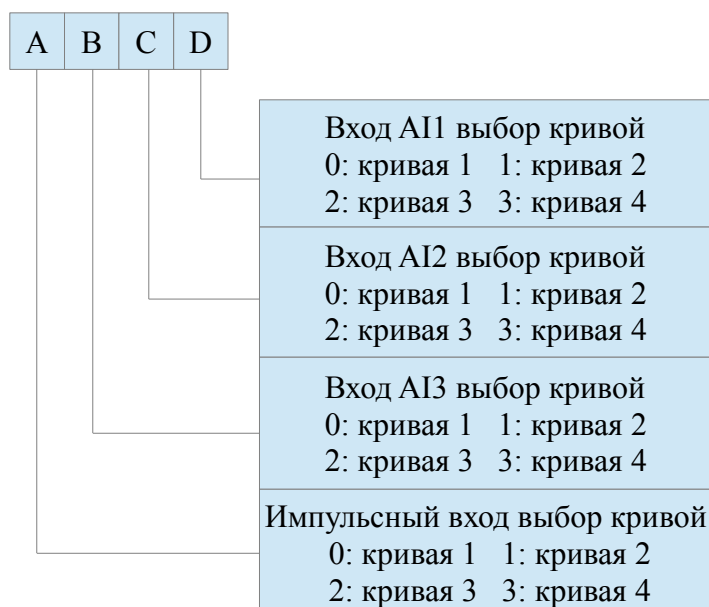 A B C D
Вход AI1 выбор кривой
0: кривая 1 1: кривая 2
2: кривая 3 3: кривая 4
Вход AI2 выбор кривой
0: кривая 1 1: кривая 2
2: кривая 3 3: кривая 4
Вход AI3 выбор кривой
0: кривая 1 1: кривая 2
2: кривая 3 3: кривая 4
Импульсный вход выбор кривой
0: кривая 1 1: кривая 2
2: кривая 3 3: кривая 4